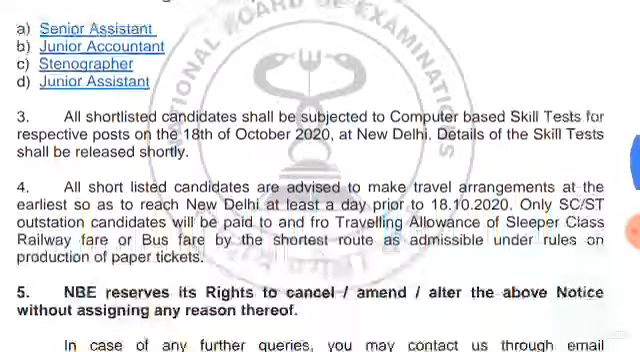 BOARD OF EXAMINATIONS
NATIONAL
a) Senior Assistant
b) Junior Accountant
c) Stenographer
d) Junior Assistant
3. All shortlisted candidates shall be subjected to Computer based Skill Tests for
respective posts on the 18th of October 2020, at New Delhi. Details of the Skill Tests
shall be released shortly.
4. All short listed candidates are advised to make travel arrangements at the
earliest so as to reach New Delhi at least a day prior to 18.10.2020. Only SC/ST
outstation candidates will be paid to and fro Travelling Allowance of Sleeper Class
Railway fare or Bus fare by the shortest route as admissible under rules on
production of paper tickets.
5. NBE reserves its Rights to cancel / amend / alter the above Notice
without assigning any reason thereof.
In case of any further queries, you may contact us through email